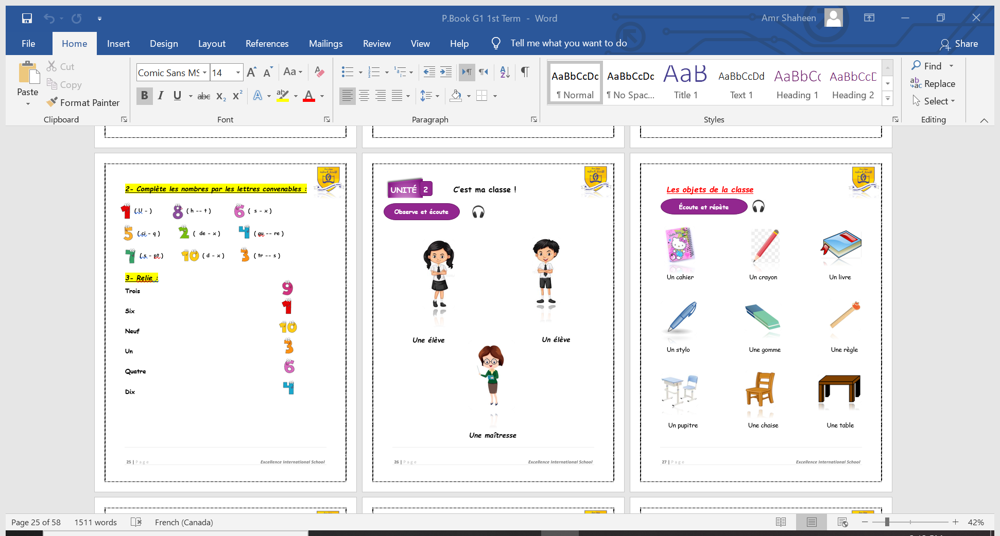 P.Book G1 1st Term - Word
Amr Shaheen
File Home Insert Design Layout References Mailings Review View Help Tell me what you want to do Share
Paste
Cut
Copy
Format Painter
Clipboard
Comic Sans MS 14
Font
Paragraph
AaBbCcDc AaBbCcDc AaB AaBbCcDd AaBbCc AaBbCcD
¶ Normal ¶ No Spac... Title 1 Text 1 Heading 1 Heading 2
Styles
Find
Replace
Select
Editing
2- Complète les nombres par les lettres convenables :
1 ( U - ) 8 ( h -- t ) 6 ( s - x )
5 ( ci - q ) 2 ( de - x ) 4 ( qu -- re )
7 ( s - pt ) 10 ( d - x ) 3 ( tr -- s )
3- Relie :
Trois 9
Six 1
Neuf 10
Un 3
Quatre 6
Dix 4
25 | Page Excellence International School
UNITÉ 2 C'est ma classe !
Observe et écoute
Une élève Un élève
Une maîtresse
26 | Page Excellence International School
Les objets de la classe
Écoute et répète
Un cahier Un crayon Un livre
Un stylo Une gomme Une règle
Un pupitre Une chaise Une table
27 | Page Excellence International School
Page 25 of 58 1511 words French (Canada) 42%